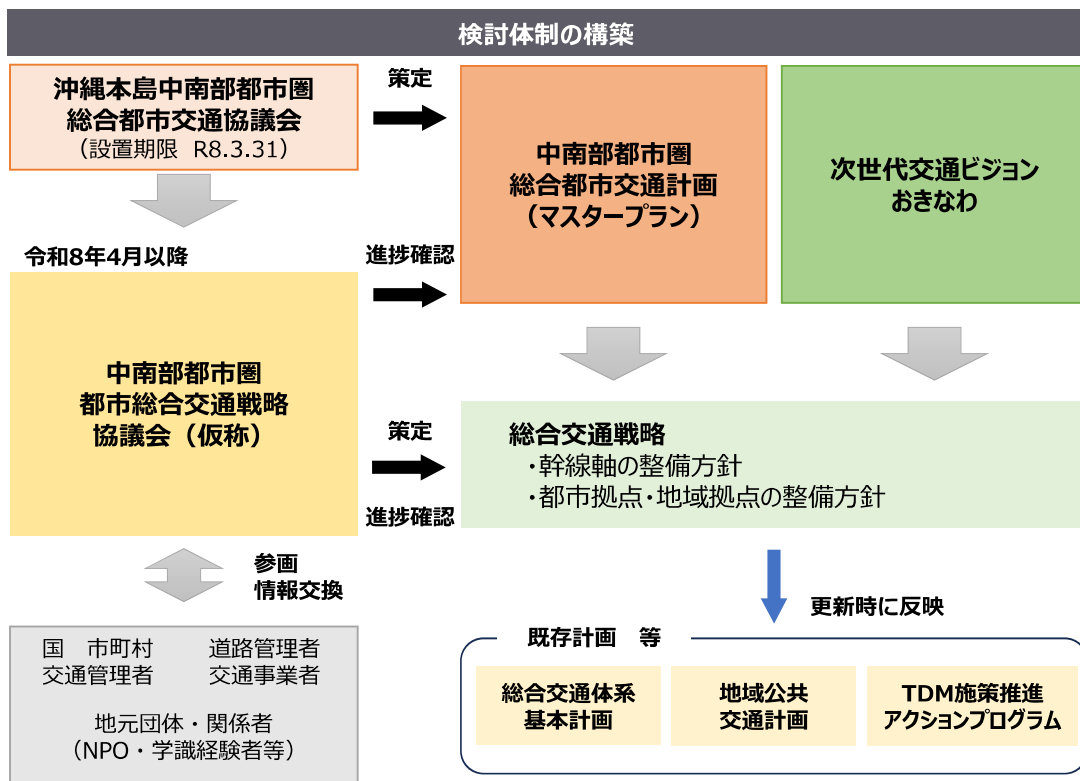 検討体制の構築
沖縄本島中南部都市圏
総合都市交通協議会
（設置期限 R8.3.31）
策定
中南部都市圏
総合都市交通計画
（マスタープラン）
次世代交通ビジョン
おきなわ
令和8年4月以降
進捗確認
中南部都市圏
都市総合交通戦略
協議会（仮称）
策定
進捗確認
総合交通戦略
・幹線軸の整備方針
・都市拠点・地域拠点の整備方針
参画
情報交換
更新時に反映
国 市町村 道路管理者
交通管理者 交通事業者
地元団体・関係者
（NPO・学識経験者等）
既存計画 等
総合交通体系
基本計画
地域公共
交通計画
TDM施策推進
アクションプログラム